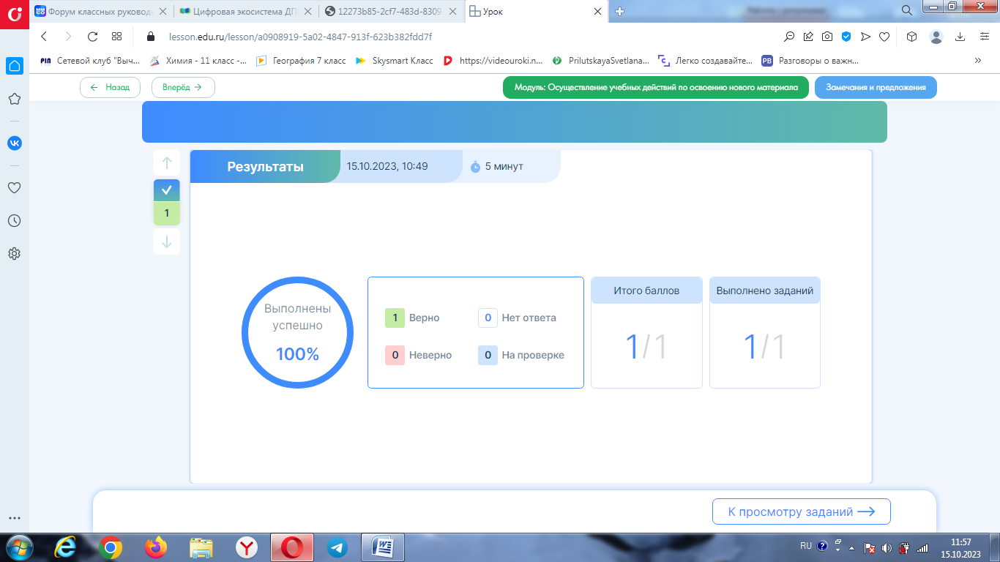 Форум классных руковод
Цифровая экосистема ДП
12273b85-2cf7-483d-8309
Урок
lesson.edu.ru/lesson/a0908919-5a02-4847-913f-623b382fdd7f
Сетевой клуб "Выч...
Химия - 11 класс -...
География 7 класс
Skysmart Класс
https://videouroki.n...
PrilutskayaSvetlana...
Легко создавайте...
РВ Разговоры о важн...
Назад
Вперёд
Модуль: Осуществление учебных действий по освоению нового материала
Замечания и предложения
Результаты
15.10.2023, 10:49
5 минут
1
Выполнены
успешно
100%
1 Верно
0 Нет ответа
0 Неверно
0 На проверке
Итого баллов
1/1
Выполнено заданий
1/1
К просмотру заданий
RU
11:57
15.10.2023